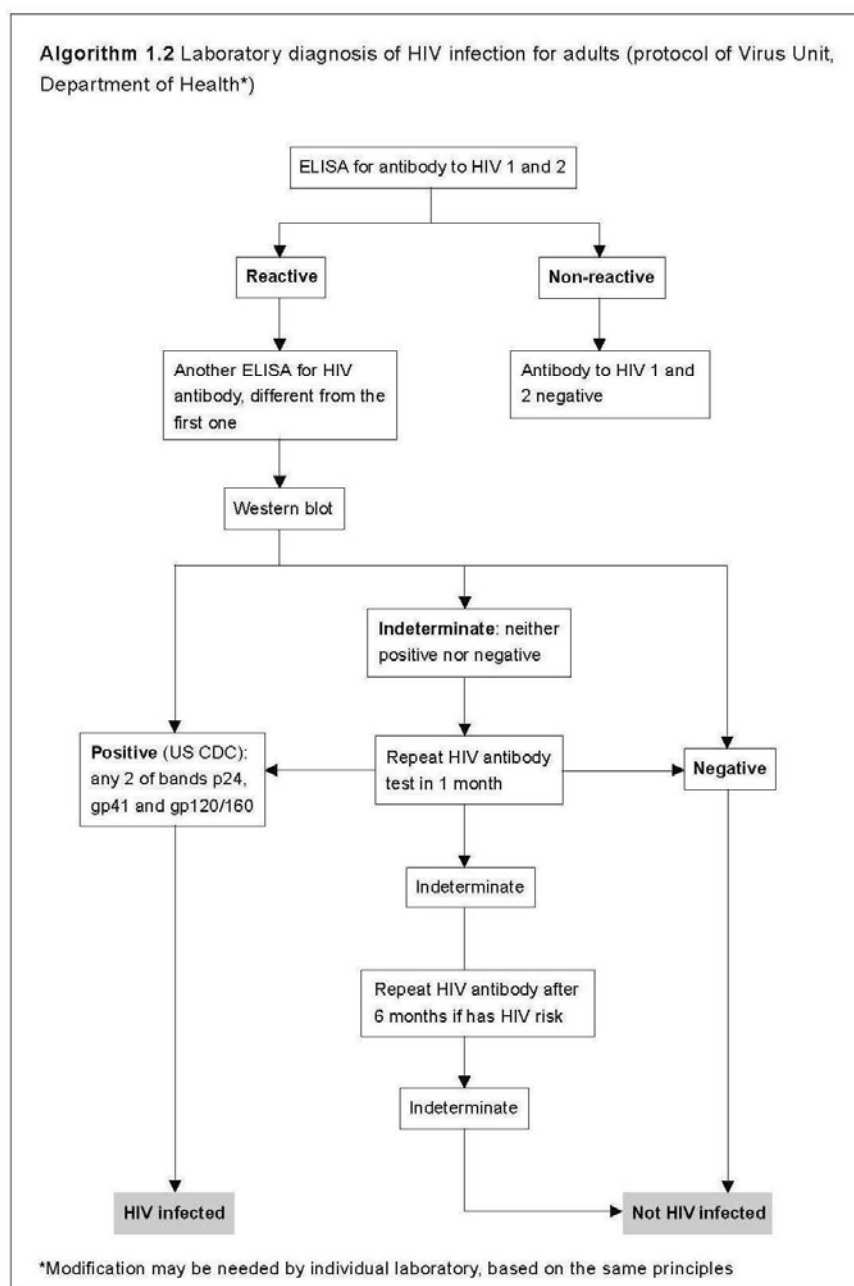 Algorithm 1.2 Laboratory diagnosis of HIV infection for adults (protocol of Virus Unit,
Department of Health*)
ELISA for antibody to HIV 1 and 2
Reactive
Non-reactive
Another ELISA for HIV
antibody, different from the
first one
Antibody to HIV 1 and
2 negative
Western blot
Indeterminate: neither
positive nor negative
Positive (US CDC):
any 2 of bands p24,
gp41 and gp120/160
Repeat HIV antibody
test in 1 month
Negative
Indeterminate
Repeat HIV antibody after
6 months if has HIV risk
Indeterminate
HIV infected
Not HIV infected
*Modification may be needed by individual laboratory, based on the same principles